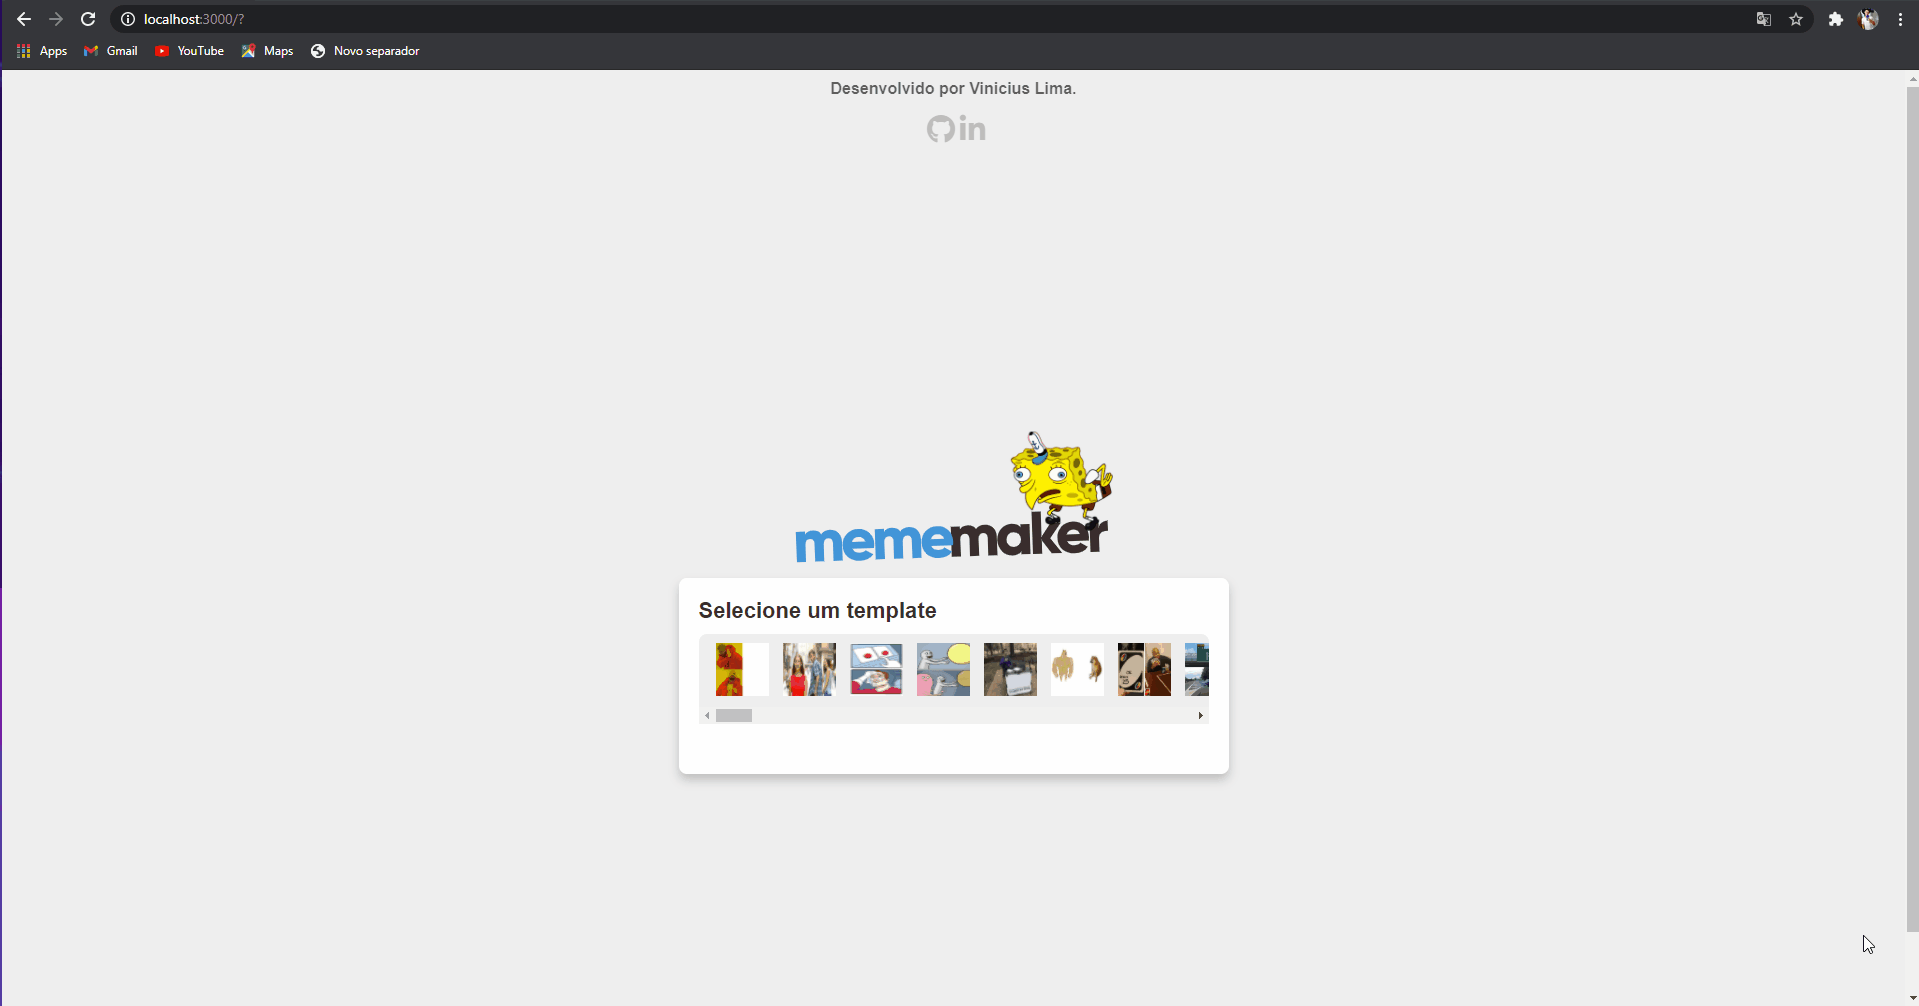 localhost:3000/?
Apps Gmail YouTube Maps Novo separador
Desenvolvido por Vinicius Lima.
in
mememaker
Selecione um template